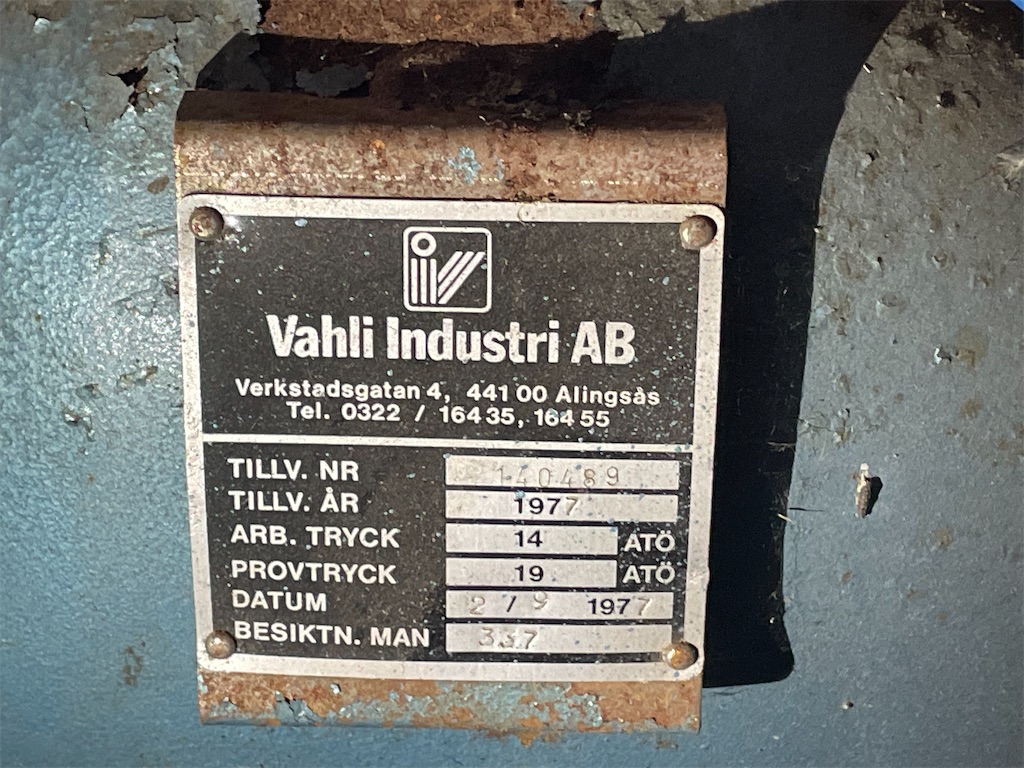 iv
Vahli Industri AB
Verkstadsgatan 4, 441 00 Alingsås
Tel. 0322 / 164 35, 164 55
TILLV. NR 140489
TILLV. ÅR 1977
ARB. TRYCK 14 ATÖ
PROVTRYCK 19 ATÖ
DATUM 2 / 9 1977
BESIKTN. MAN 337